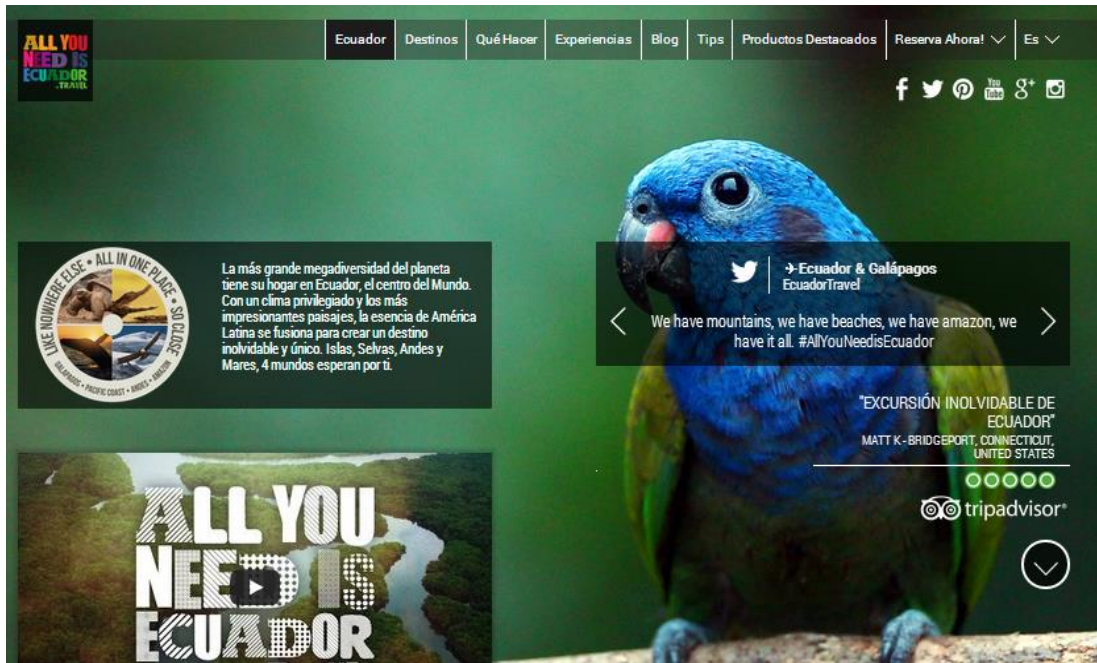 ALL YOU
NEED IS
ECUADOR
.TRAVEL
Ecuador
Destinos
Qué Hacer
Experiencias
Blog
Tips
Productos Destacados
Reserva Ahora!
Es
You
Tube
g+
LIKE NOWHERE ELSE • ALL IN ONE PLACE • SO CLOSE
GALAPAGOS • PACIFIC COAST • ANDES • AMAZON
La más grande megadiversidad del planeta
tiene su hogar en Ecuador, el centro del Mundo.
Con un clima privilegiado y los más
impresionantes paisajes, la esencia de América
Latina se fusiona para crear un destino
inolvidable y único. Islas, Selvas, Andes y
Mares, 4 mundos esperan por ti.
✈Ecuador & Galápagos
EcuadorTravel
We have mountains, we have beaches, we have amazon, we
have it all. #AllYouNeedisEcuador
"EXCURSIÓN INOLVIDABLE DE
ECUADOR"
MATT K - BRIDGEPORT, CONNECTICUT,
UNITED STATES
tripadvisor®
ALL YOU
NEED IS
ECUADOR